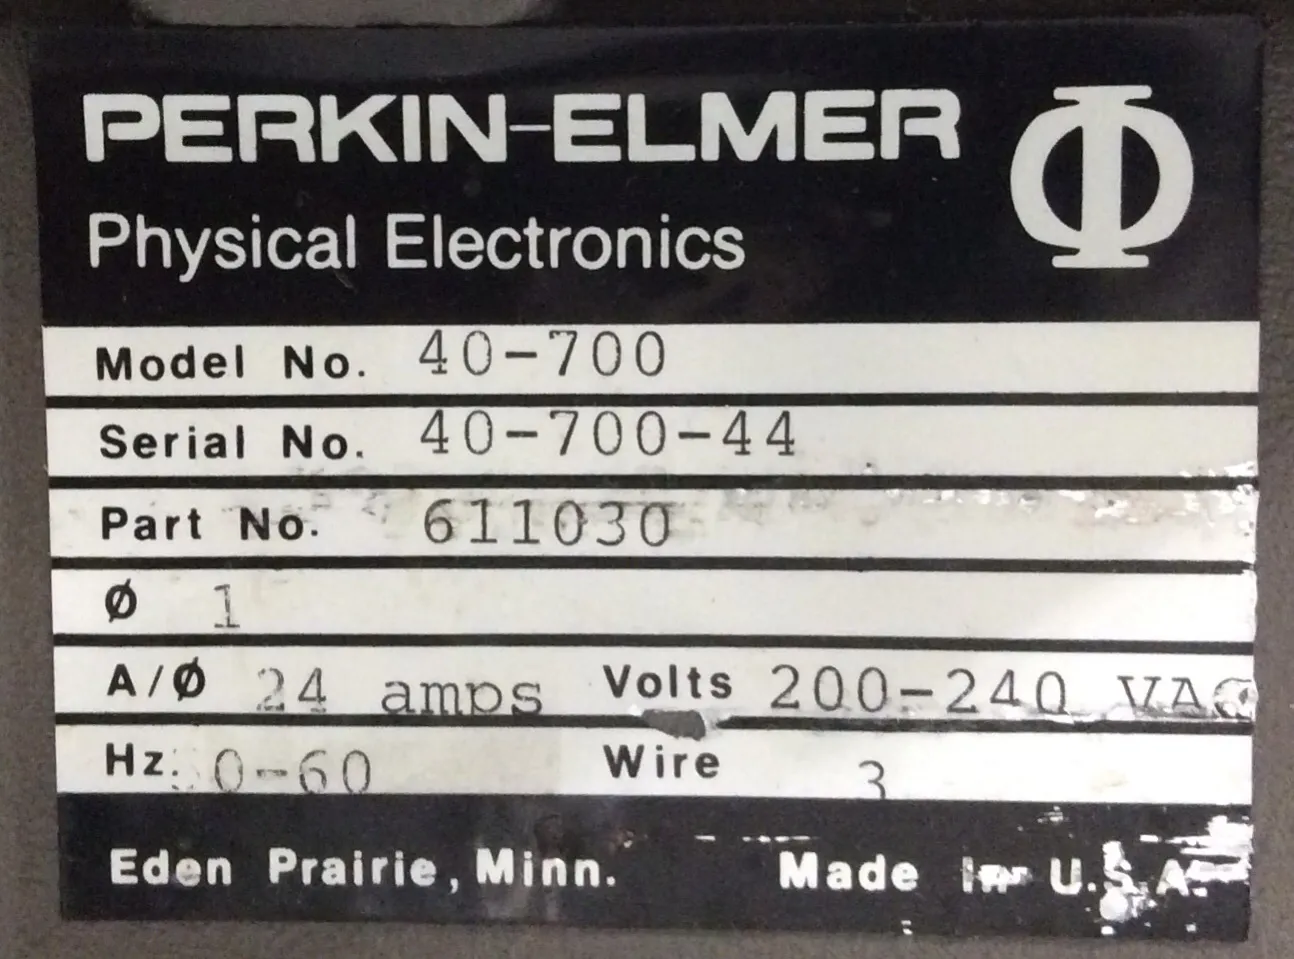 PERKIN-ELMER Φ
Physical Electronics
Model No. 40-700
Serial No. 40-700-44
Part No. 611030
Ø 1
A/Ø 24 amps Volts 200-240 VAC
Hz. 0-60 Wire 3
Eden Prairie, Minn. Made In U.S.A.